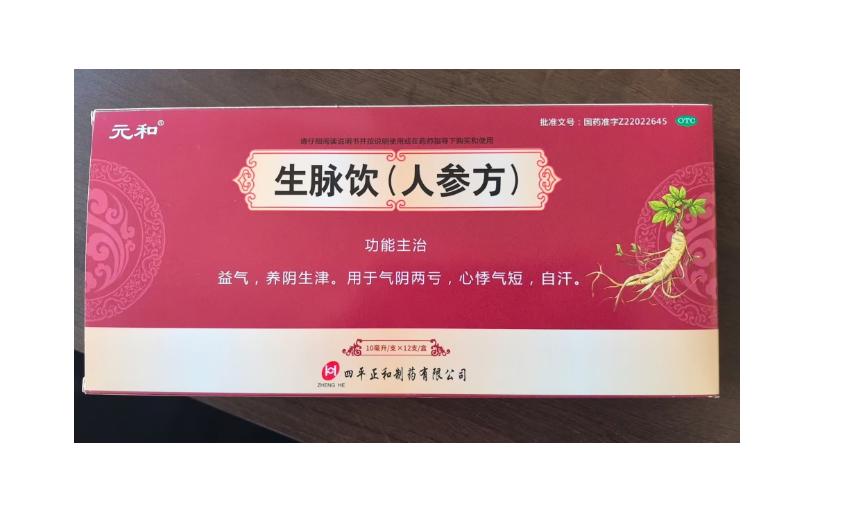 元和®
批准文号：国药准字Z22022645 OTC
请仔细阅读说明书并按说明使用或在药师指导下购买和使用
生脉饮(人参方)
功能主治
益气，养阴生津。用于气阴两亏，心悸气短，自汗。
10毫升/支×12支/盒
ZHENG HE 四平正和制药有限公司